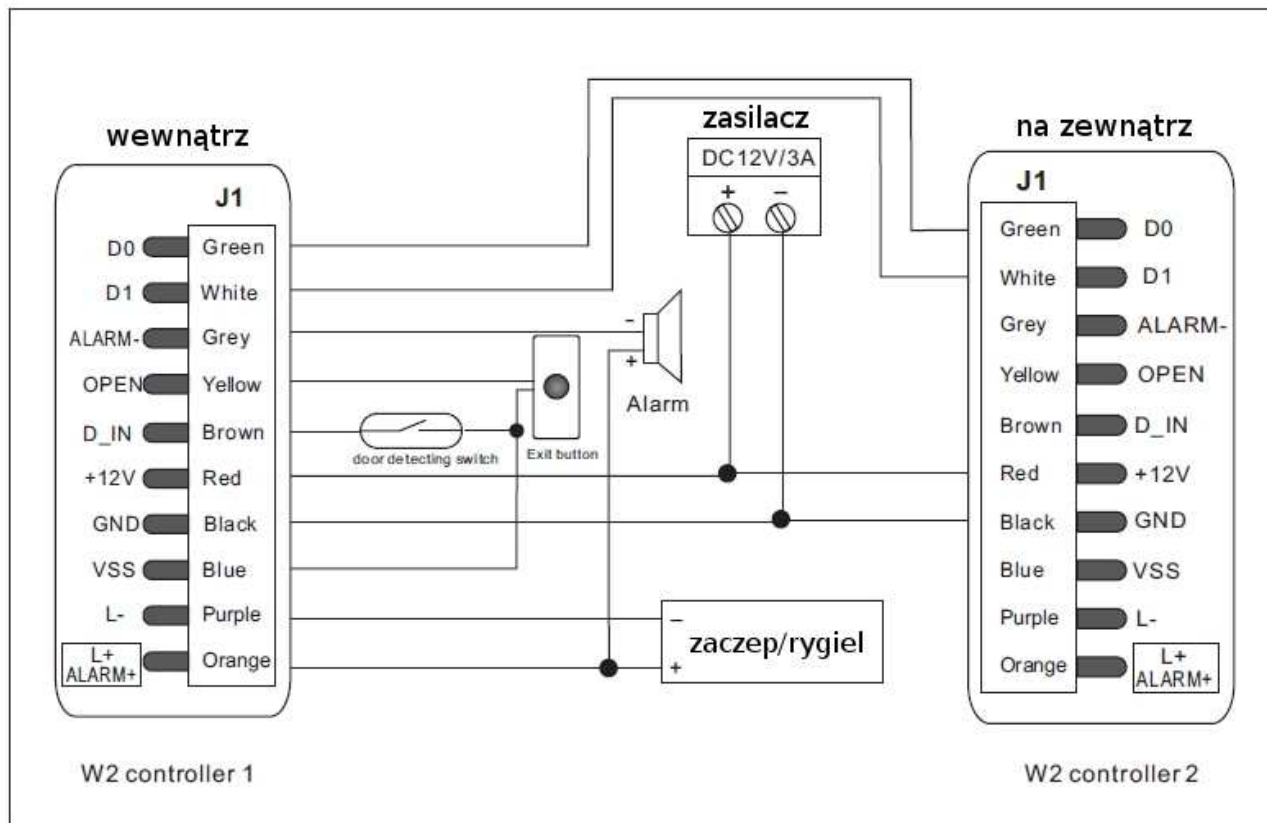 wewnątrz
J1
D0 Green
D1 White
ALARM- Grey
OPEN Yellow
D_IN Brown
+12V Red
GND Black
VSS Blue
L- Purple
L+
ALARM+
Orange
W2 controller 1
door detecting switch
Exit button
-
+
Alarm
zasilacz
DC12V/3A
+ -
-
zaczep/rygiel
+
na zewnątrz
J1
Green D0
White D1
Grey ALARM-
Yellow OPEN
Brown D_IN
Red +12V
Black GND
Blue VSS
Purple L-
Orange
L+
ALARM+
W2 controller 2